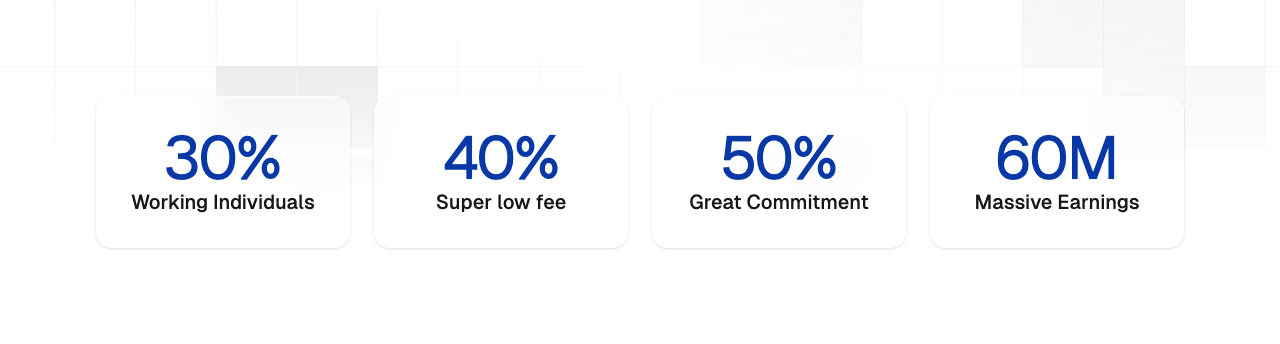 30%
Working Individuals
40%
Super low fee
50%
Great Commitment
60M
Massive Earnings